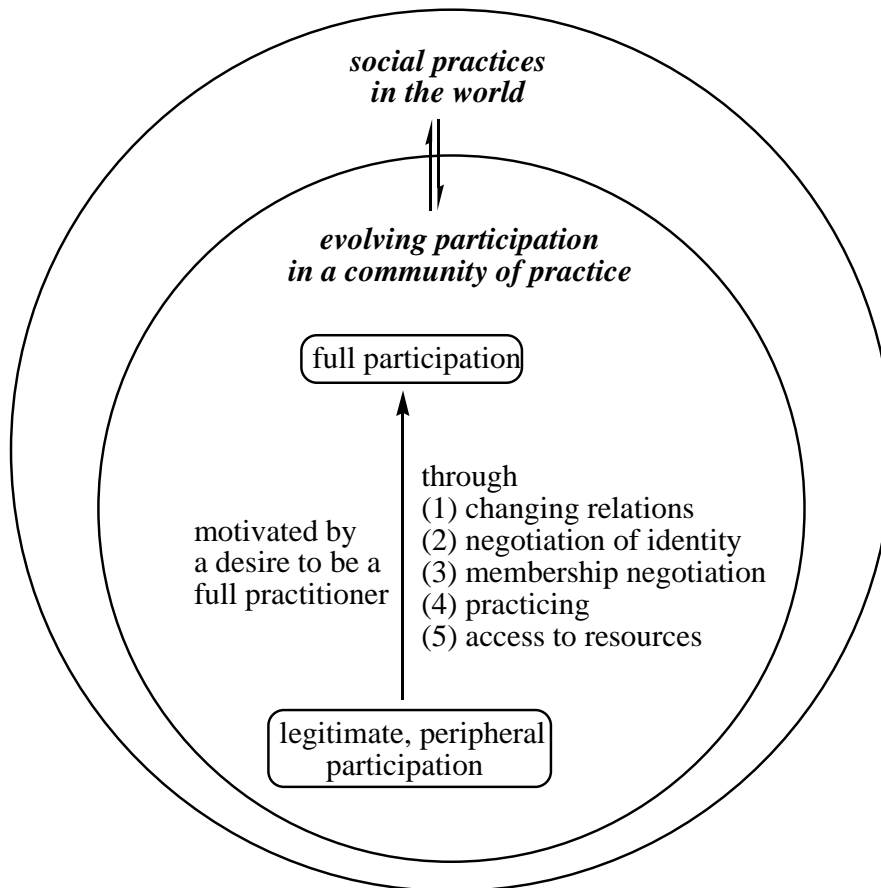 social practices
in the world
evolving participation
in a community of practice
full participation
through
(1) changing relations
(2) negotiation of identity
(3) membership negotiation
(4) practicing
(5) access to resources
motivated by
a desire to be a
full practitioner
legitimate, peripheral
participation